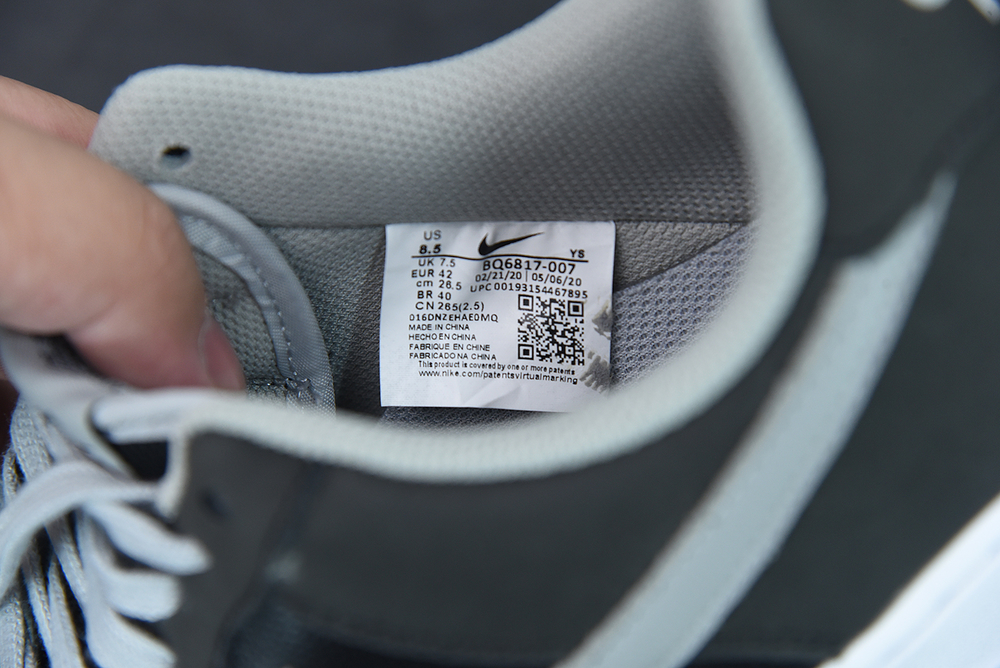 US
8.5
YS
UK 7.5
BQ6817-007
EUR 42
02/21/20 | 05/06/20
cm 26.5
UPC 00193154467895
BR 40
CN 265(2.5)
016DNZEHAE0MQ
MADE IN CHINA
HECHO EN CHINA
FABRIQUE EN CHINE
FABRICADO NA CHINA
This product is covered by one or more patents
www.nike.com/patentsvirtualmarking